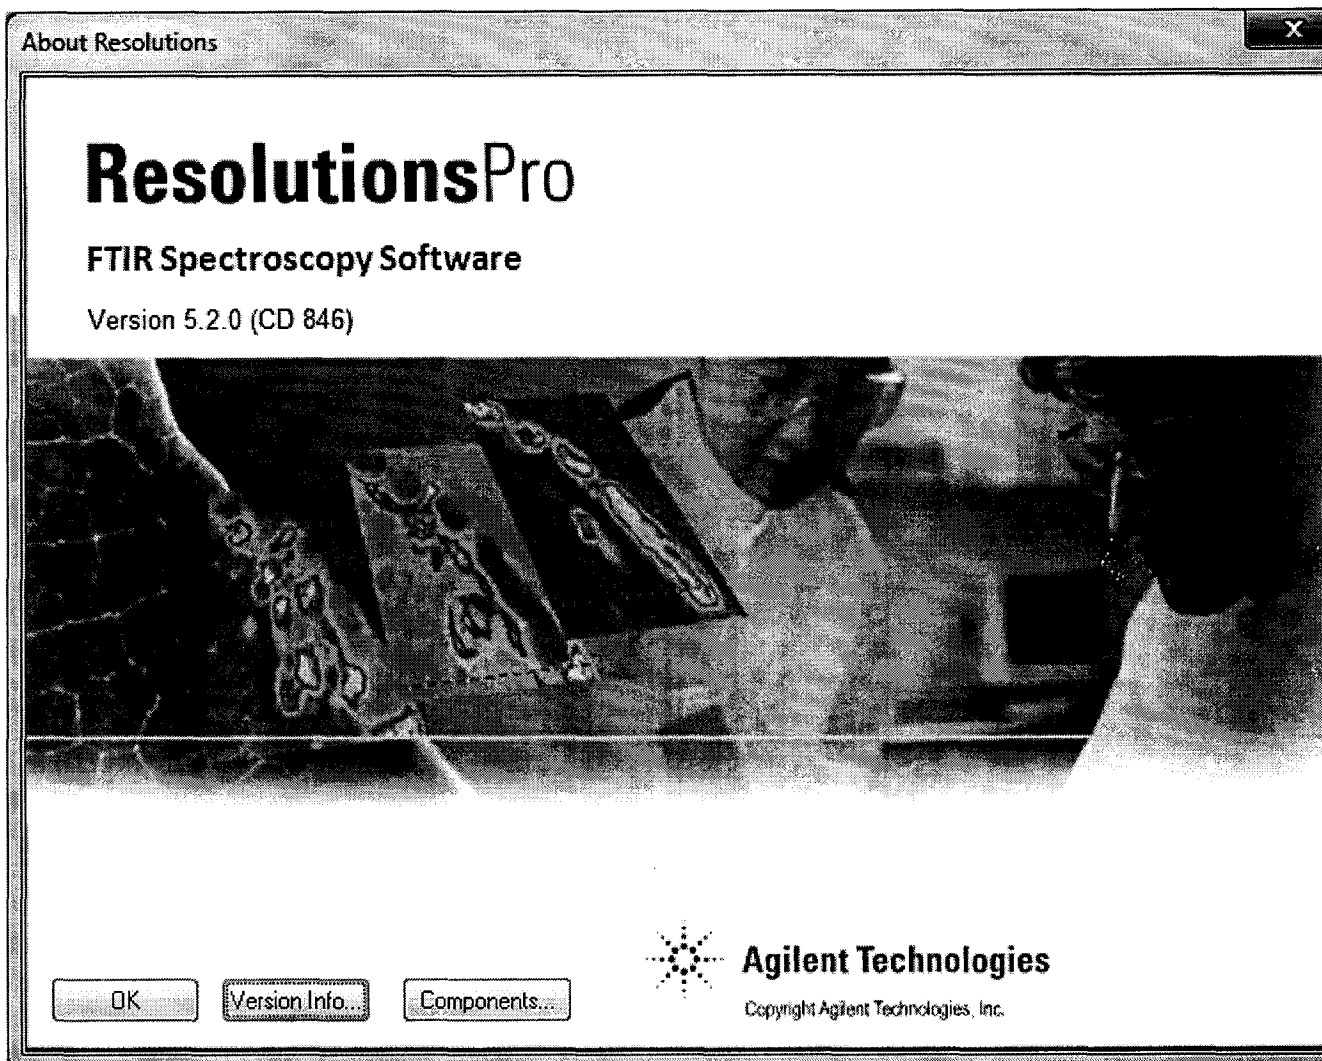 About Resolutions
X
ResolutionsPro
FTIR Spectroscopy Software
Version 5.2.0 (CD 846)
Agilent Technologies
OK
Version Info...
Components...
Copyright Agilent Technologies, Inc.